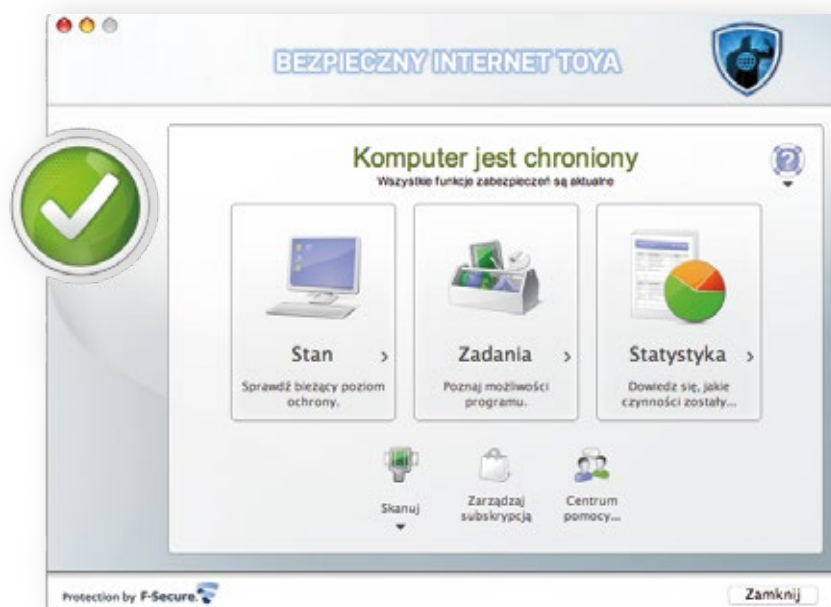 BEZPIECZNY INTERNET TOYA
Komputer jest chroniony
Wszystkie funkcje zabezpieczeń są aktualne
Stan
Sprawdź bieżący poziom
ochrony.
Zadania
Poznaj możliwości
programu.
Statystyka
Dowiedz się, jakie
czynności zostały...
Skanuj
Zarządzaj
subskrypcją
Centrum
pomocy...
Protection by F-Secure.
Zamknij